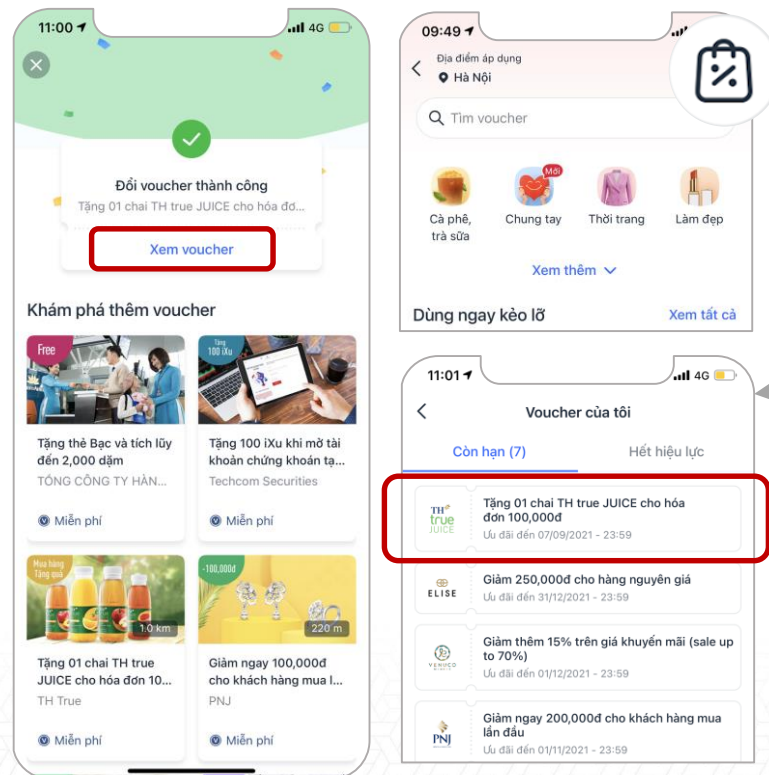 11:00
4G
Đổi voucher thành công
Tặng 01 chai TH true JUICE cho hóa đơ...
Xem voucher
Khám phá thêm voucher
Free
Tặng thẻ Bạc và tích lũy
đến 2,000 dặm
TỔNG CÔNG TY HÀN...
Miễn phí
Tặng
100 iXu
Tặng 100 iXu khi mở tài
khoản chứng khoán tạ...
Techcom Securities
Miễn phí
Mua hàng
Tặng quà
1.0 km
Tặng 01 chai TH true
JUICE cho hóa đơn 10...
TH True
Miễn phí
-100,000đ
220 m
Giảm ngay 100,000đ
cho khách hàng mua l...
PNJ
Miễn phí
09:49
Địa điểm áp dụng
Hà Nội
Tìm voucher
Mới
Cà phê,
trà sữa
Chung tay
Thời trang
Làm đẹp
Xem thêm
Dùng ngay kẻo lỡ
Xem tất cả
11:01
4G
Voucher của tôi
Còn hạn (7)
Hết hiệu lực
TH
true
JUICE
Tặng 01 chai TH true JUICE cho hóa
đơn 100,000đ
Ưu đãi đến 07/09/2021 - 23:59
ELISE
Giảm 250,000đ cho hàng nguyên giá
Ưu đãi đến 31/12/2021 - 23:59
Giảm thêm 15% trên giá khuyến mãi (sale up
to 70%)
Ưu đãi đến 01/12/2021 - 23:59
PNJ
Giảm ngay 200,000đ cho khách hàng mua
lần đầu
Ưu đãi đến 01/11/2021 - 23:59